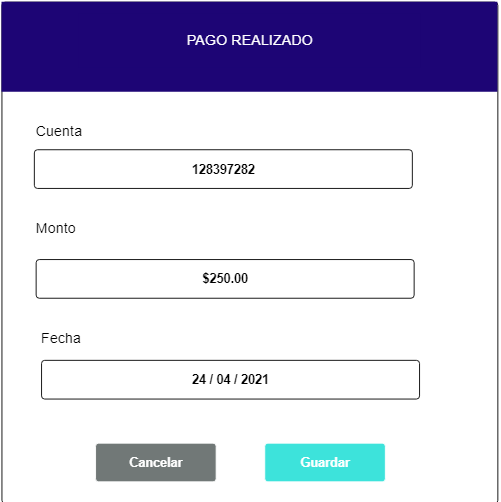 PAGO REALIZADO
Cuenta
128397282
Monto
$250.00
Fecha
24 / 04 / 2021
Cancelar
Guardar